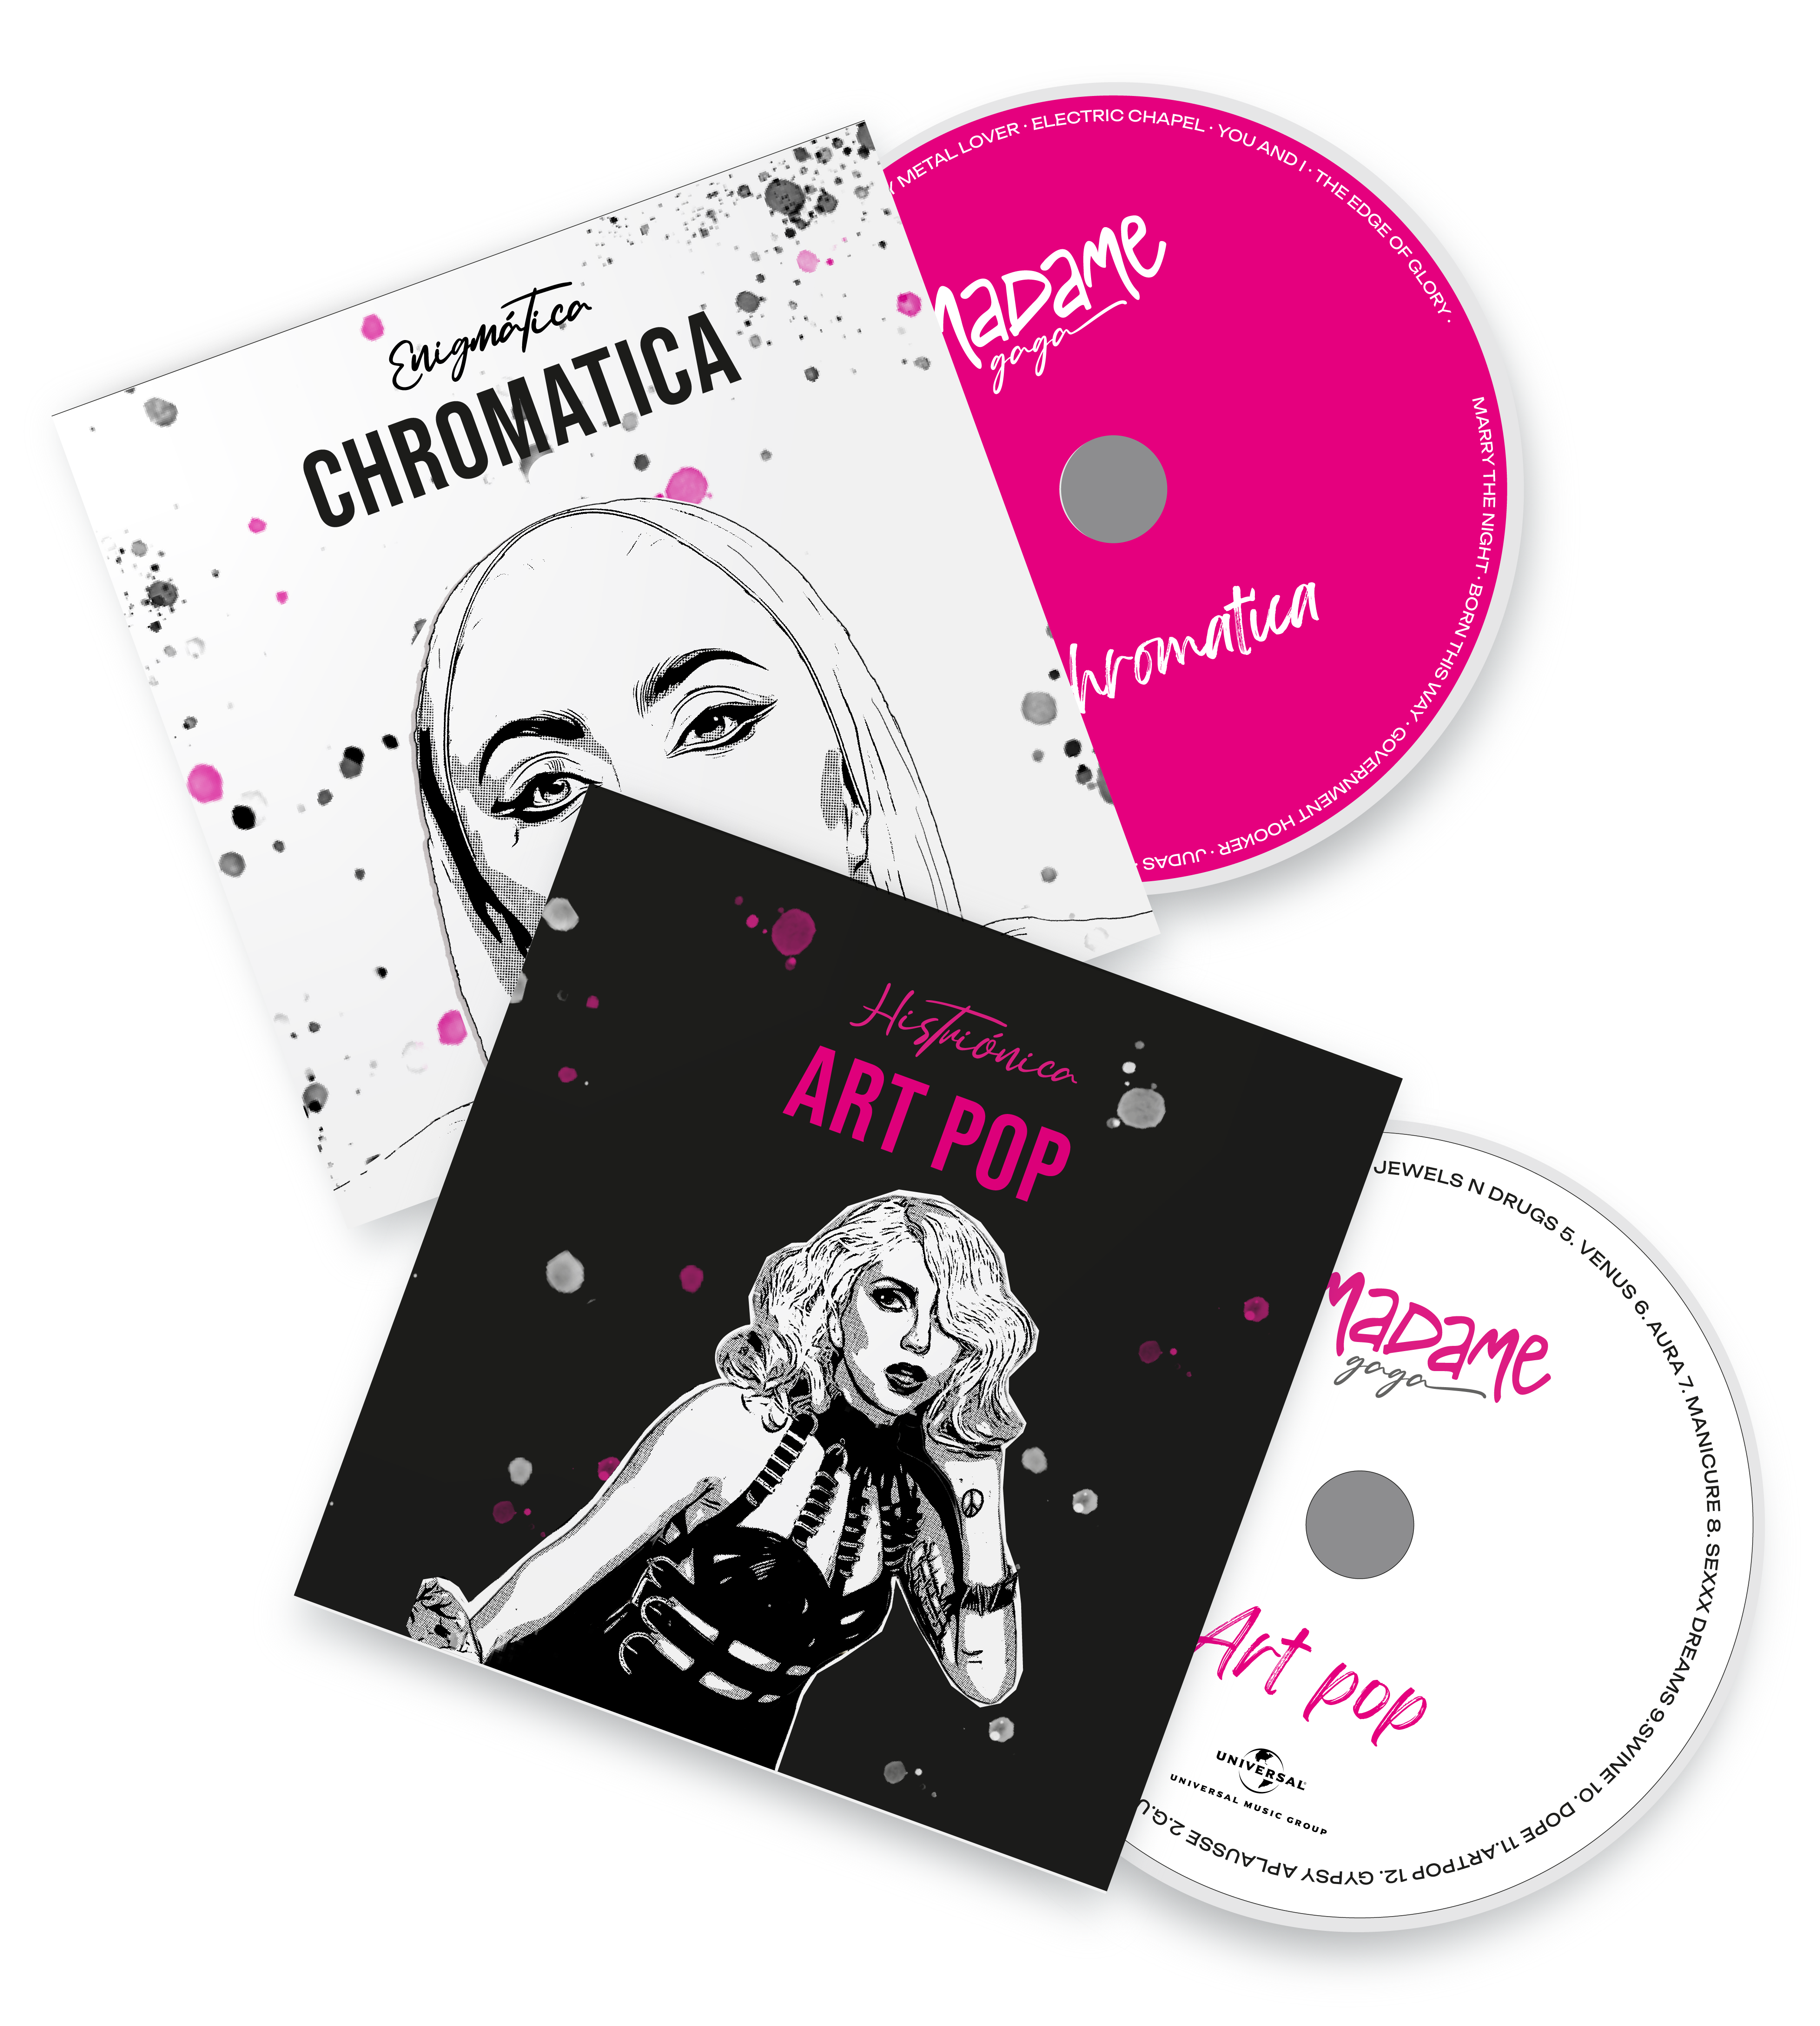 Enigmática
CHROMATICA
METAL LOVER · ELECTRIC CHAPEL · YOU AND I · THE EDGE OF GLORY ·
MARRY THE NIGHT · BORN THIS WAY · GOVERNMENT HOOKER · JUDAS ·
MADAME
gaga
hromatica
Histriónica
ART POP
JEWELS N DRUGS 5. VENUS 6. AURA 7. MANICURE 8. SEXXX DREAMS 9.SWINE 10. DOPE 11.ARTPOP 12. GYPSY APLAUSSE 2.G.U
MADAME
gaga
Art pop
UNIVERSAL
UNIVERSAL MUSIC GROUP